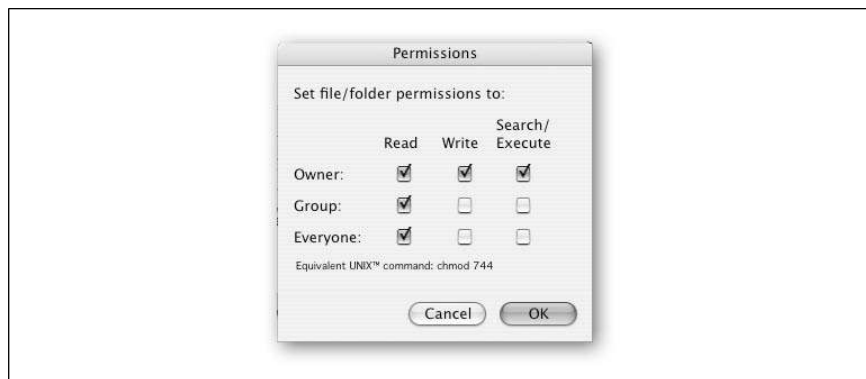 Permissions
Set file/folder permissions to:
Search/
Read Write Execute
Owner:
Group:
Everyone:
Equivalent UNIX™ command: chmod 744
Cancel OK